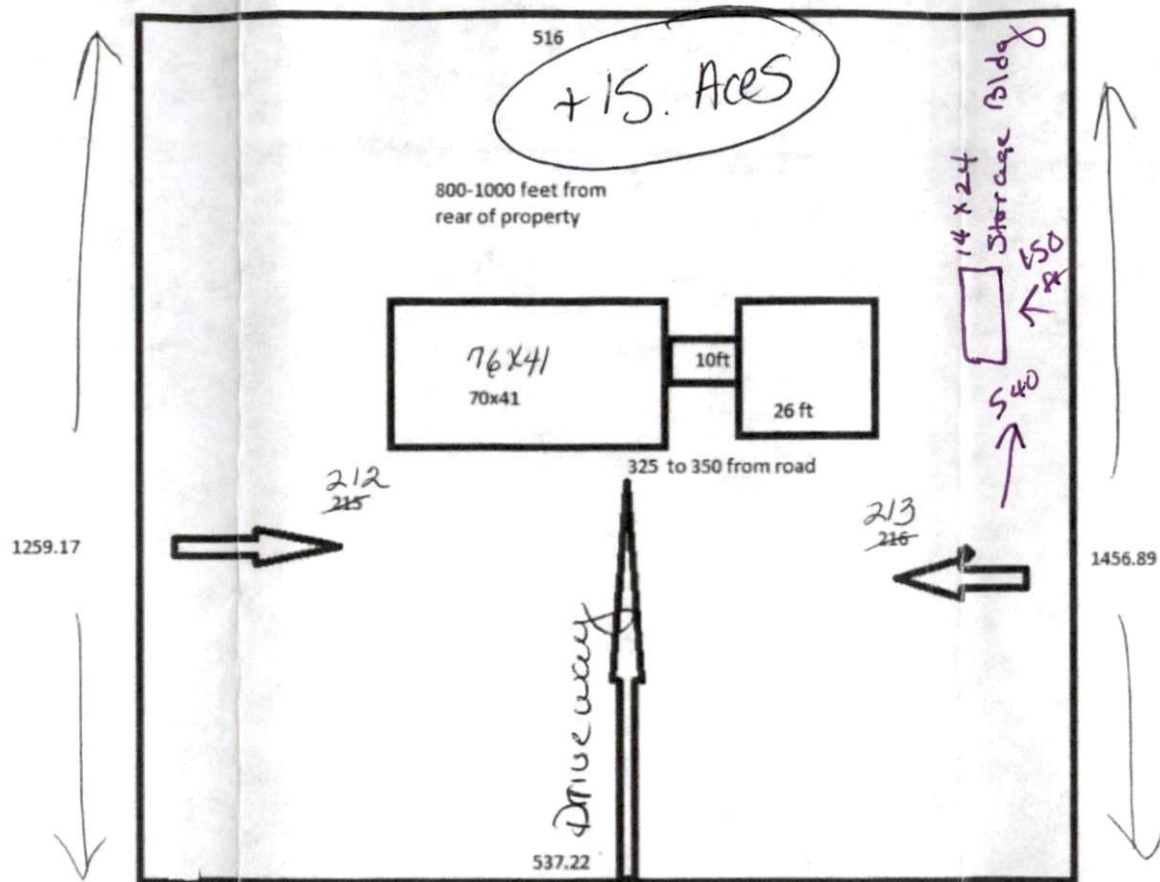 516
+15. Aces
800-1000 feet from
rear of property
14 x 24
Storage Bldg
150
76X41
70x41
10ft
26 ft
540
325 to 350 from road
212
215
213
216
1259.17
1456.89
Driveway
537.22